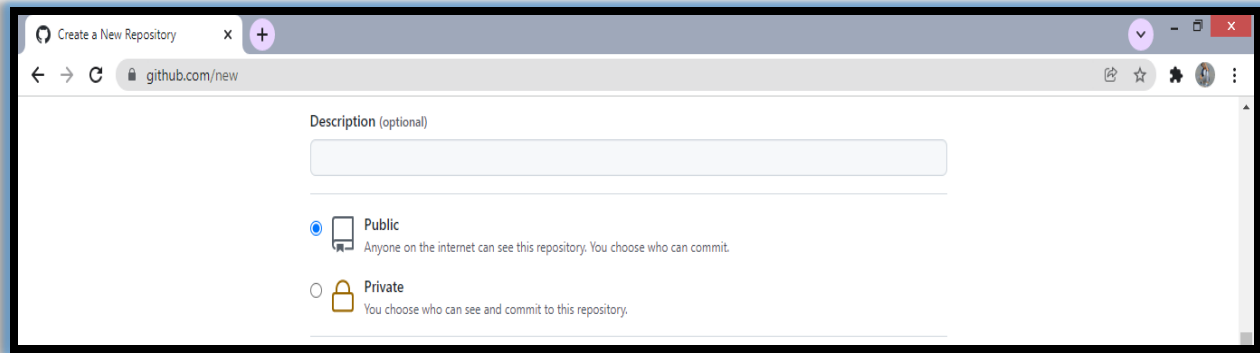 Create a New Repository
github.com/new
Description (optional)
Public
Anyone on the internet can see this repository. You choose who can commit.
Private
You choose who can see and commit to this repository.